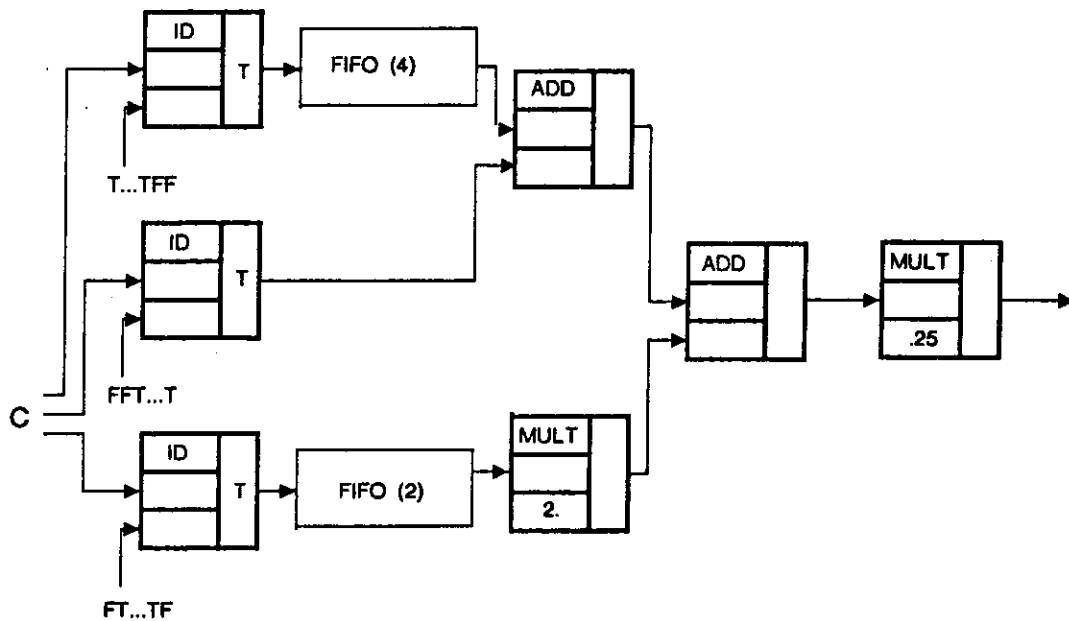 ID
T
FIFO (4)
ADD
T...TFF
ID
T
ADD
MULT
.25
FFT...T
C
ID
T
FIFO (2)
MULT
2.
FT...TF